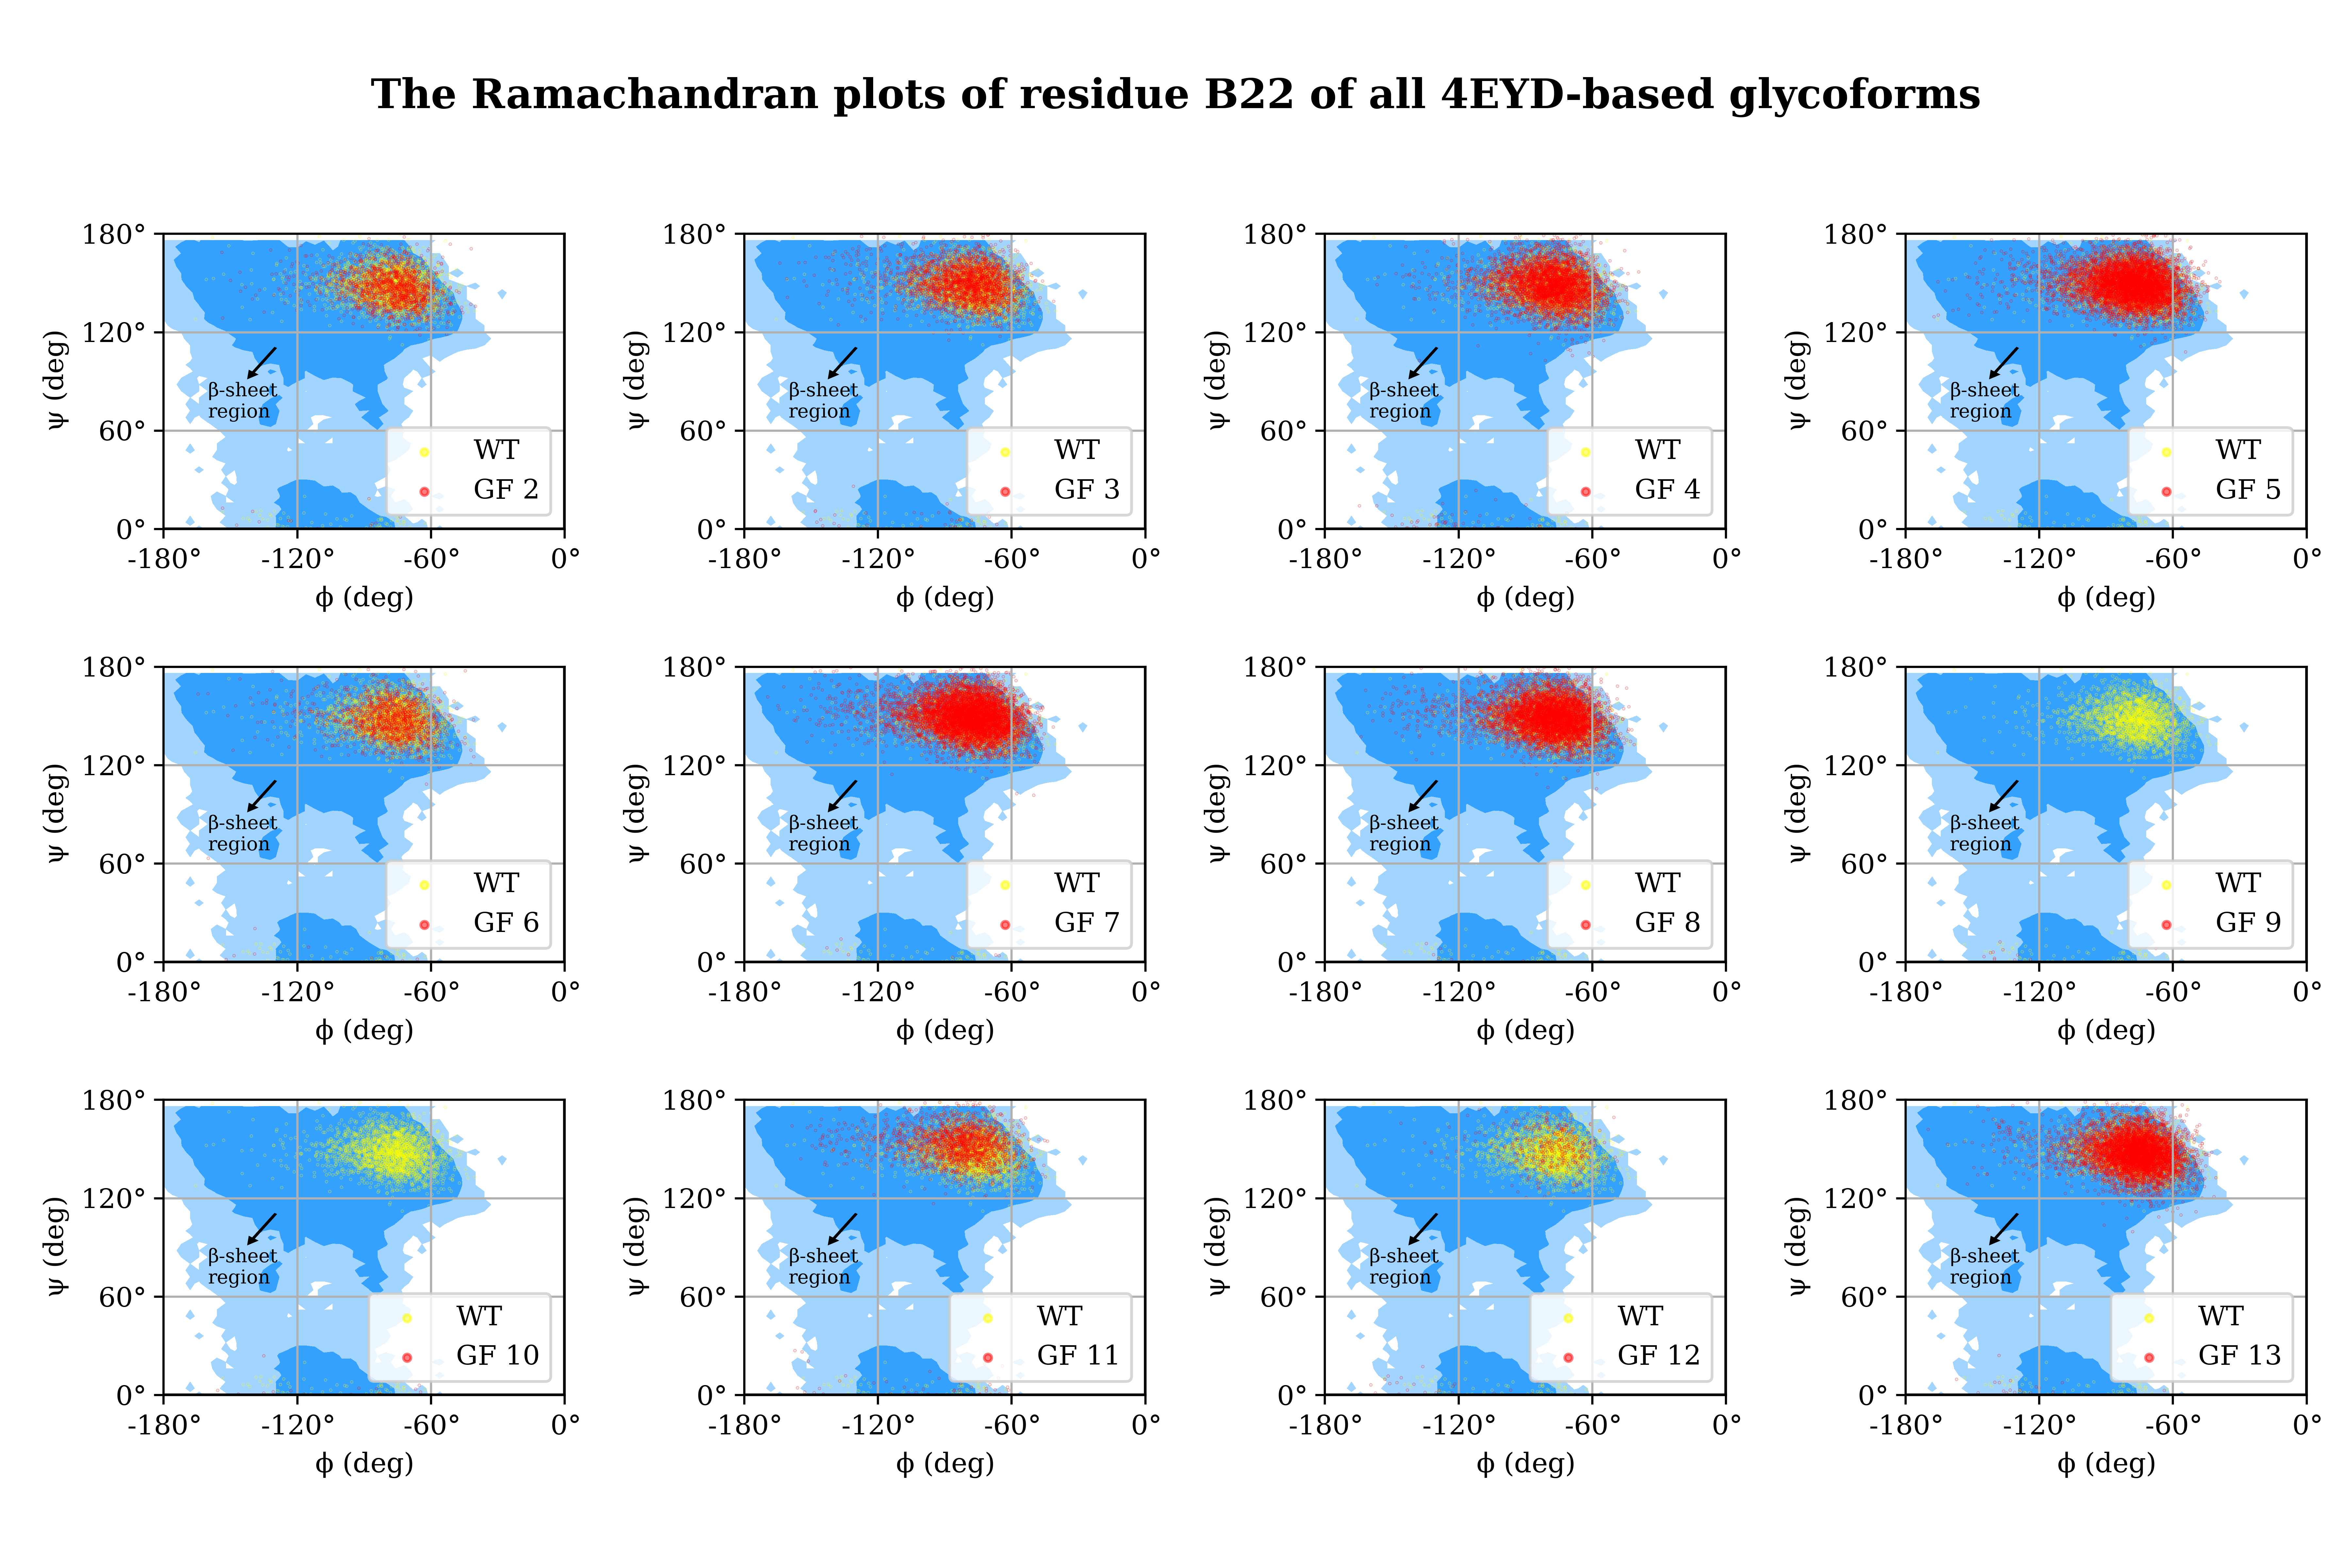 The Ramachandran plots of residue B22 of all 4EYD-based glycoforms
180°
120°
60°
0°
ψ (deg)
β-sheet
region
WT
GF 2
-180°
-120°
-60°
0°
ϕ (deg)
180°
120°
60°
0°
ψ (deg)
β-sheet
region
WT
GF 3
-180°
-120°
-60°
0°
ϕ (deg)
180°
120°
60°
0°
ψ (deg)
β-sheet
region
WT
GF 4
-180°
-120°
-60°
0°
ϕ (deg)
180°
120°
60°
0°
ψ (deg)
β-sheet
region
WT
GF 5
-180°
-120°
-60°
0°
ϕ (deg)
180°
120°
60°
0°
ψ (deg)
β-sheet
region
WT
GF 6
-180°
-120°
-60°
0°
ϕ (deg)
180°
120°
60°
0°
ψ (deg)
β-sheet
region
WT
GF 7
-180°
-120°
-60°
0°
ϕ (deg)
180°
120°
60°
0°
ψ (deg)
β-sheet
region
WT
GF 8
-180°
-120°
-60°
0°
ϕ (deg)
180°
120°
60°
0°
ψ (deg)
β-sheet
region
WT
GF 9
-180°
-120°
-60°
0°
ϕ (deg)
180°
120°
60°
0°
ψ (deg)
β-sheet
region
WT
GF 10
-180°
-120°
-60°
0°
ϕ (deg)
180°
120°
60°
0°
ψ (deg)
β-sheet
region
WT
GF 11
-180°
-120°
-60°
0°
ϕ (deg)
180°
120°
60°
0°
ψ (deg)
β-sheet
region
WT
GF 12
-180°
-120°
-60°
0°
ϕ (deg)
180°
120°
60°
0°
ψ (deg)
β-sheet
region
WT
GF 13
-180°
-120°
-60°
0°
ϕ (deg)